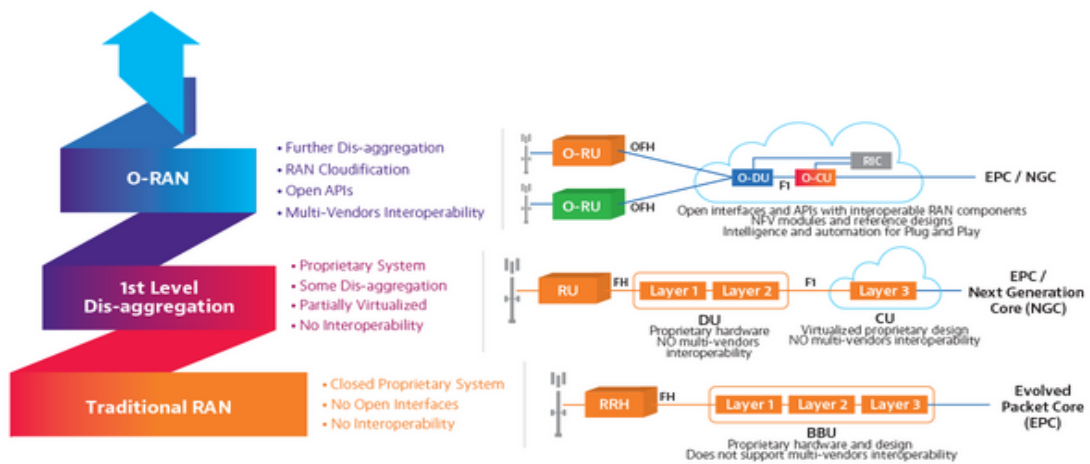 O-RAN
• Further Dis-aggregation
• RAN Cloudification
• Open APIs
• Multi-Vendors Interoperability
O-RU
OFH
O-RU
OFH
O-DU
F1
O-CU
RIC
EPC / NGC
Open interfaces and APIs with interoperable RAN components
NFV modules and reference designs
Intelligence and automation for Plug and Play
1st Level
Dis-aggregation
• Proprietary System
• Some Dis-aggregation
• Partially Virtualized
• No Interoperability
RU
FH
Layer 1
Layer 2
DU
Proprietary hardware
NO multi-vendors
interoperability
F1
Layer 3
CU
Virtualized proprietary design
NO multi-vendors interoperability
EPC /
Next Generation
Core (NGC)
Traditional RAN
• Closed Proprietary System
• No Open Interfaces
• No Interoperability
RRH
FH
Layer 1
Layer 2
Layer 3
BBU
Proprietary hardware and design
Does not support multi-vendors interoperability
Evolved
Packet Core
(EPC)